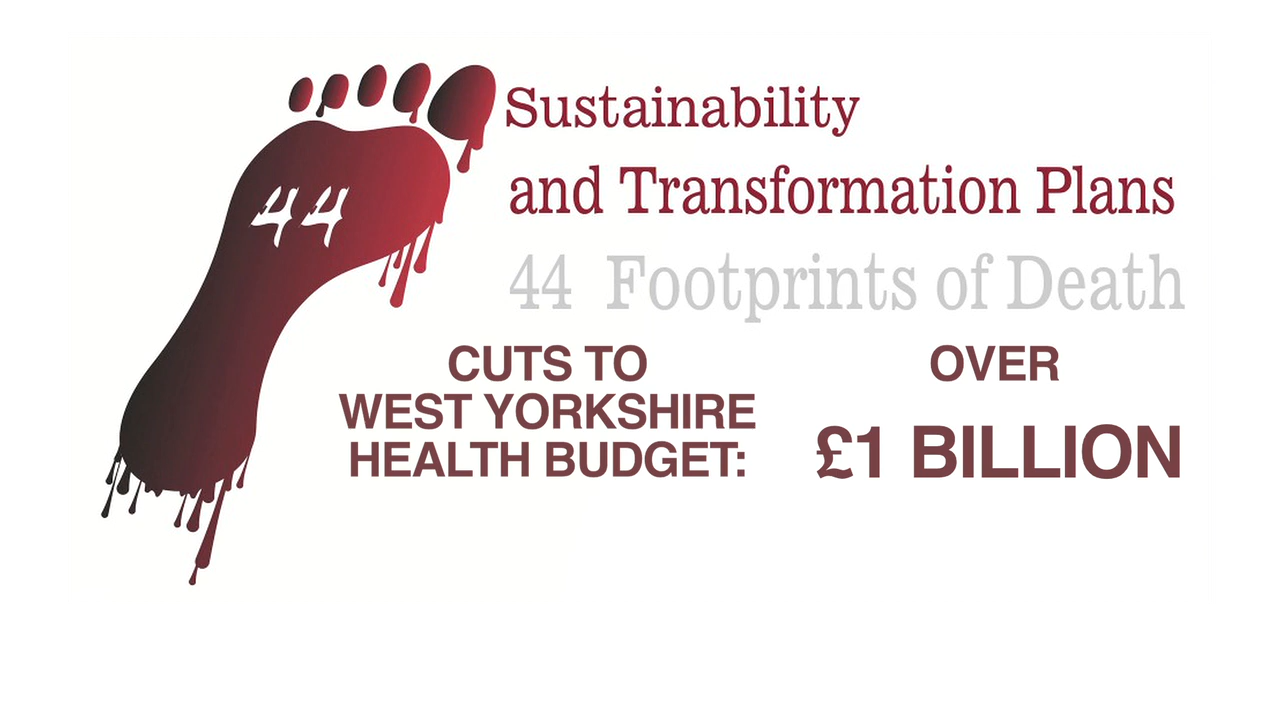 44
Sustainability
and Transformation Plans
44 Footprints of Death
CUTS TO
WEST YORKSHIRE
HEALTH BUDGET:
OVER
£1 BILLION